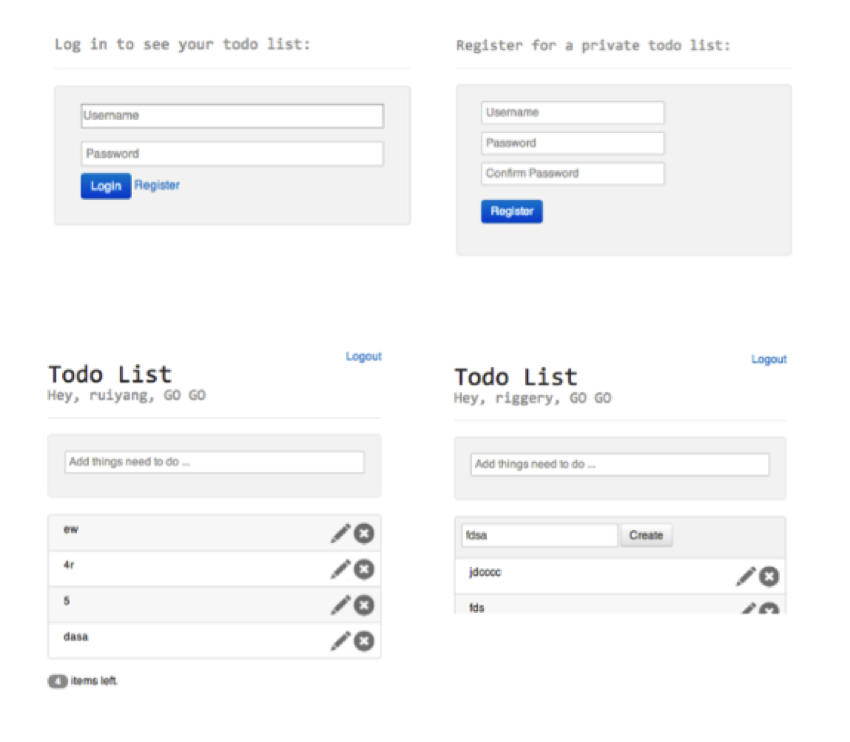 Log in to see your todo list:
Username
Password
Login Register
Register for a private todo list:
Username
Password
Confirm Password
Register
Logout
Todo List
Hey, ruiyang, GO GO
Add things need to do ...
ew
4r
5
dasa
4 items left.
Logout
Todo List
Hey, riggery, GO GO
Add things need to do ...
fdsa Create
jdcccc
fds